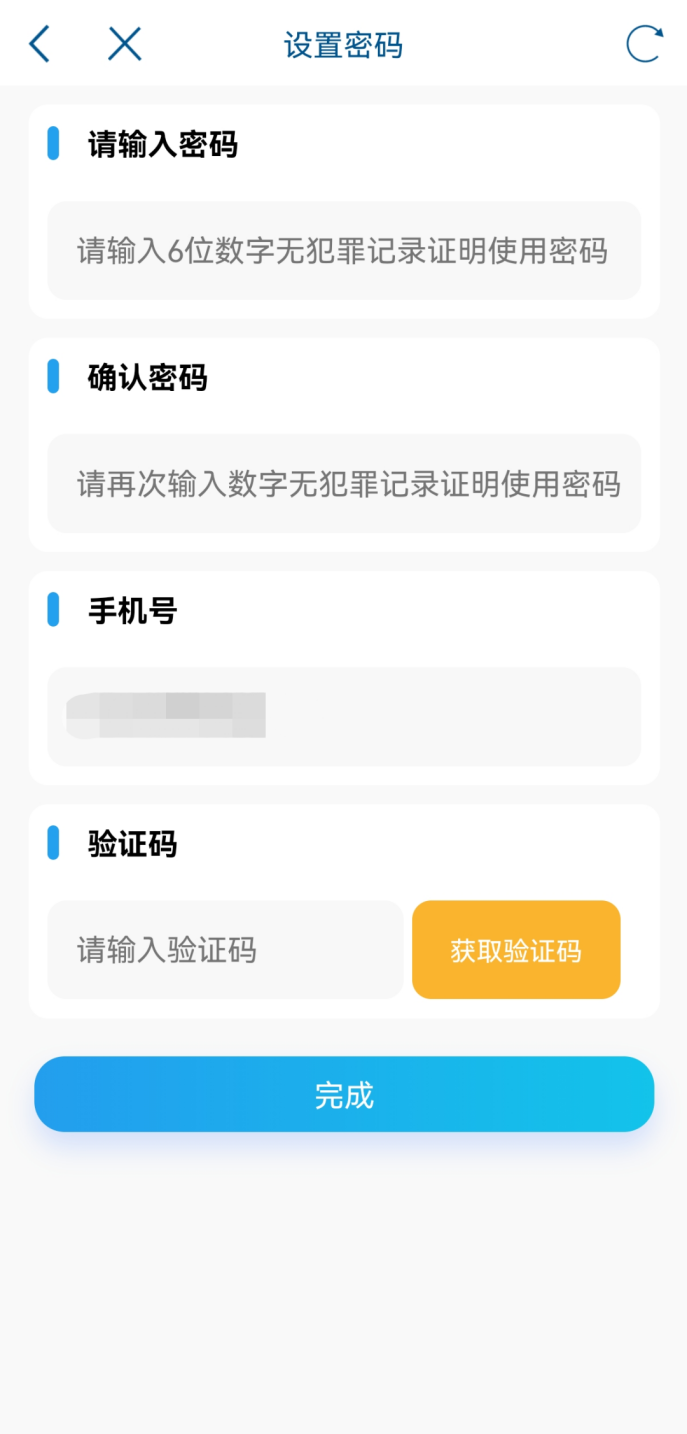 设置密码
请输入密码
请输入6位数字无犯罪记录证明使用密码
确认密码
请再次输入数字无犯罪记录证明使用密码
手机号
验证码
请输入验证码
获取验证码
完成